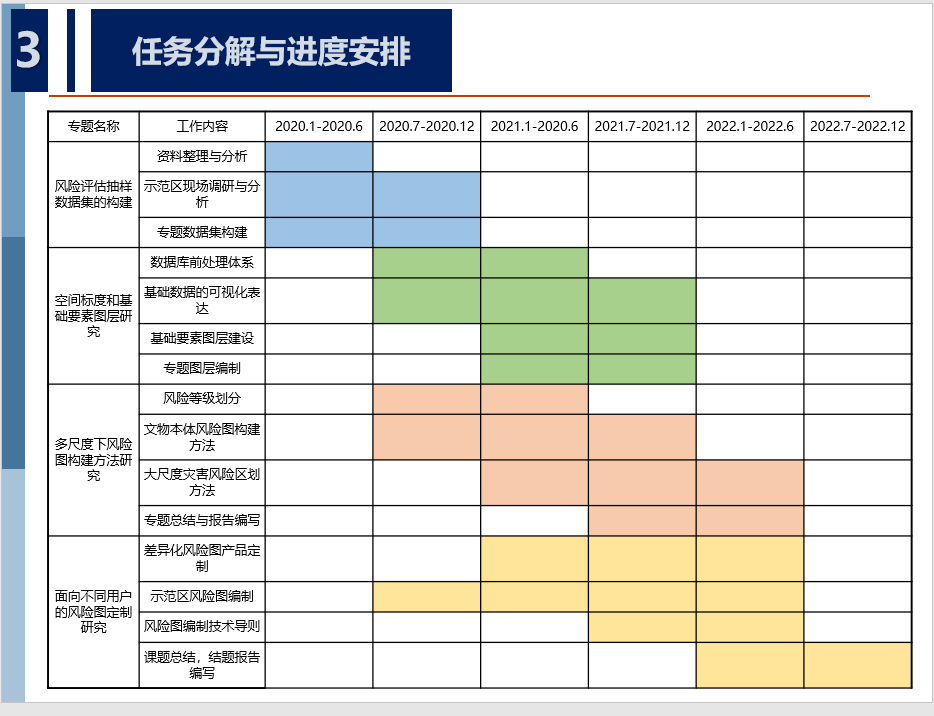 3
任务分解与进度安排
专题名称 工作内容 2020.1-2020.6 2020.7-2020.12 2021.1-2020.6 2021.7-2021.12 2022.1-2022.6 2022.7-2022.12
风险评估抽样
数据集的构建
资料整理与分析
示范区现场调研与分
析
专题数据集构建
空间标度和基
础要素图层研
究
数据库前处理体系
基础数据的可视化表
达
基础要素图层建设
专题图层编制
多尺度下风险
图构建方法研
究
风险等级划分
文物本体风险图构建
方法
大尺度灾害风险区划
方法
专题总结与报告编写
面向不同用户
的风险图定制
研究
差异化风险图产品定
制
示范区风险图编制
风险图编制技术导则
课题总结，结题报告
编写